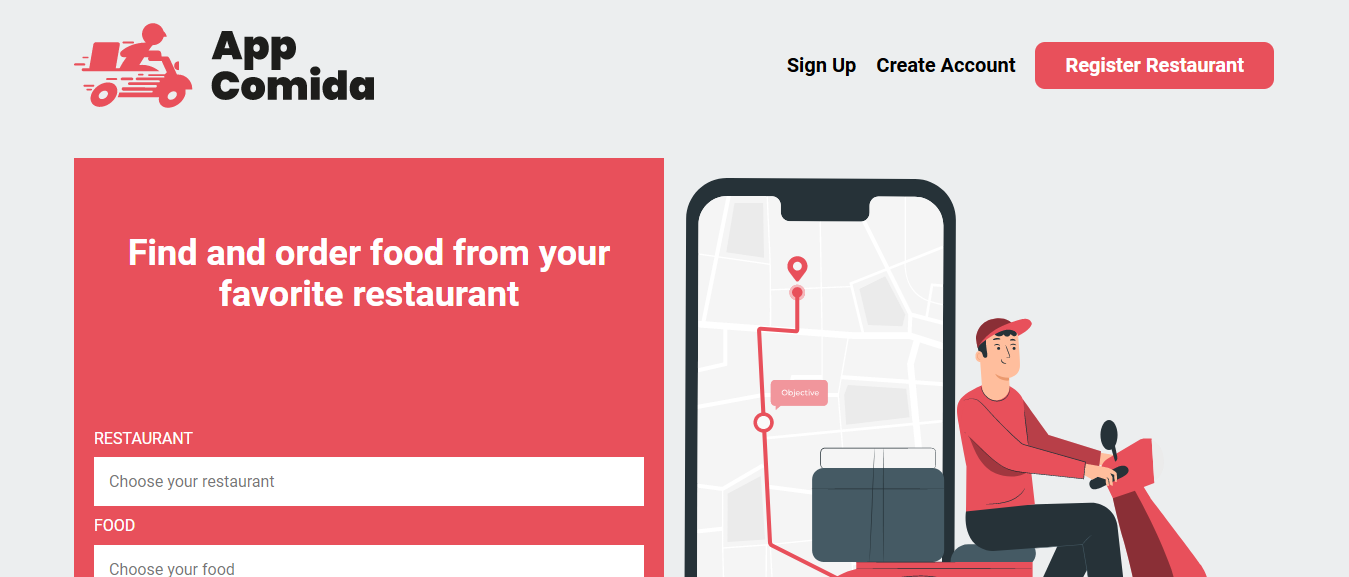 App
Comida
Sign Up
Create Account
Register Restaurant
Find and order food from your
favorite restaurant
RESTAURANT
Choose your restaurant
FOOD
Choose your food
Objective